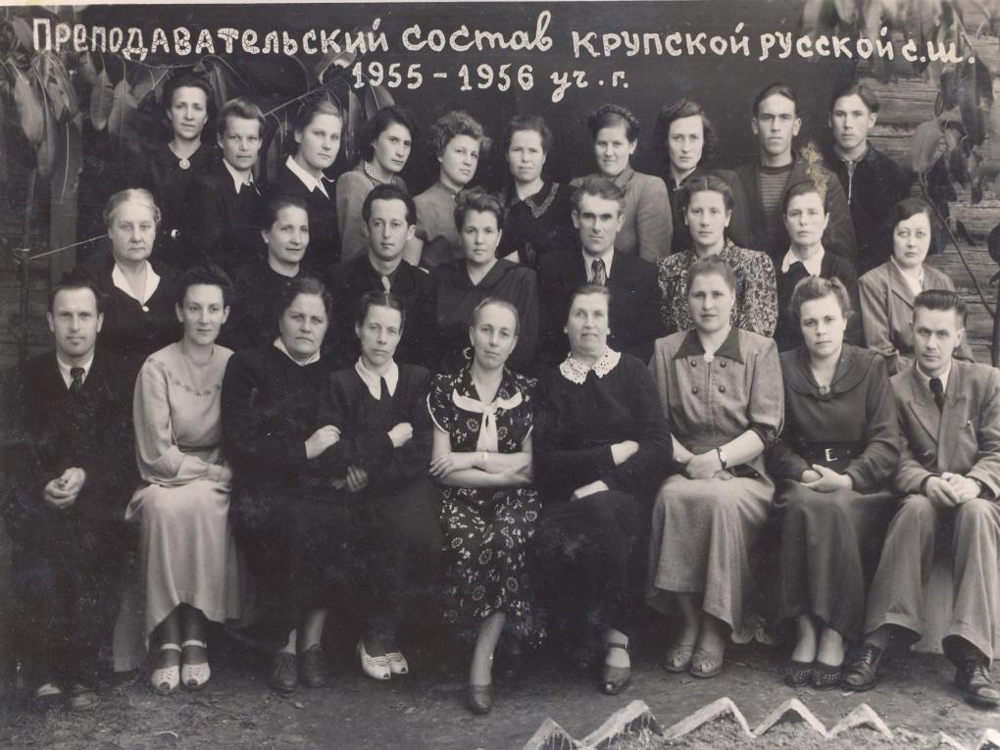 Преподавательский состав Крупской русской с.ш.
1955-1956 уч. г.